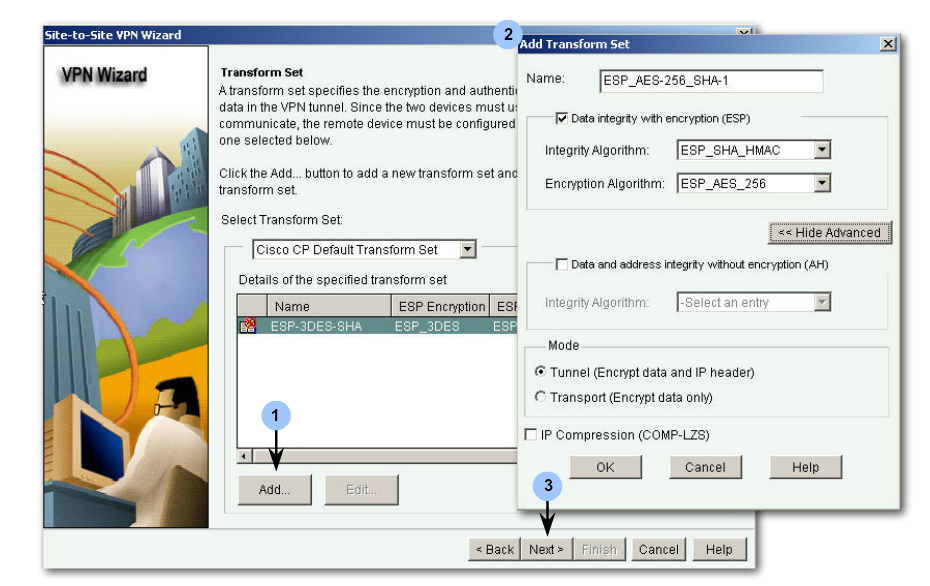 Site-to-Site VPN Wizard
VPN Wizard
Transform Set
A transform set specifies the encryption and
data in the VPN tunnel. Since the two devices must
communicate, the remote device must be configured
one selected below.
Click the Add... button to add a new transform set and
transform set.
Select Transform Set:
Cisco CP Default Transform Set
Details of the specified transform set
Name ESP Encryption
ESP-3DES-SHA ESP_3DES
1
Add... Edit...
< Back Next > Finish Cancel Help
2
Add Transform Set
Name: ESP_AES-256_SHA-1
Data integrity with encryption (ESP)
Integrity Algorithm: ESP_SHA_HMAC
Encryption Algorithm: ESP_AES_256
<< Hide Advanced
Data and address integrity without encryption (AH)
Integrity Algorithm: -Select an entry
Mode
Tunnel (Encrypt data and IP header)
Transport (Encrypt data only)
IP Compression (COMP-LZS)
OK Cancel Help
3